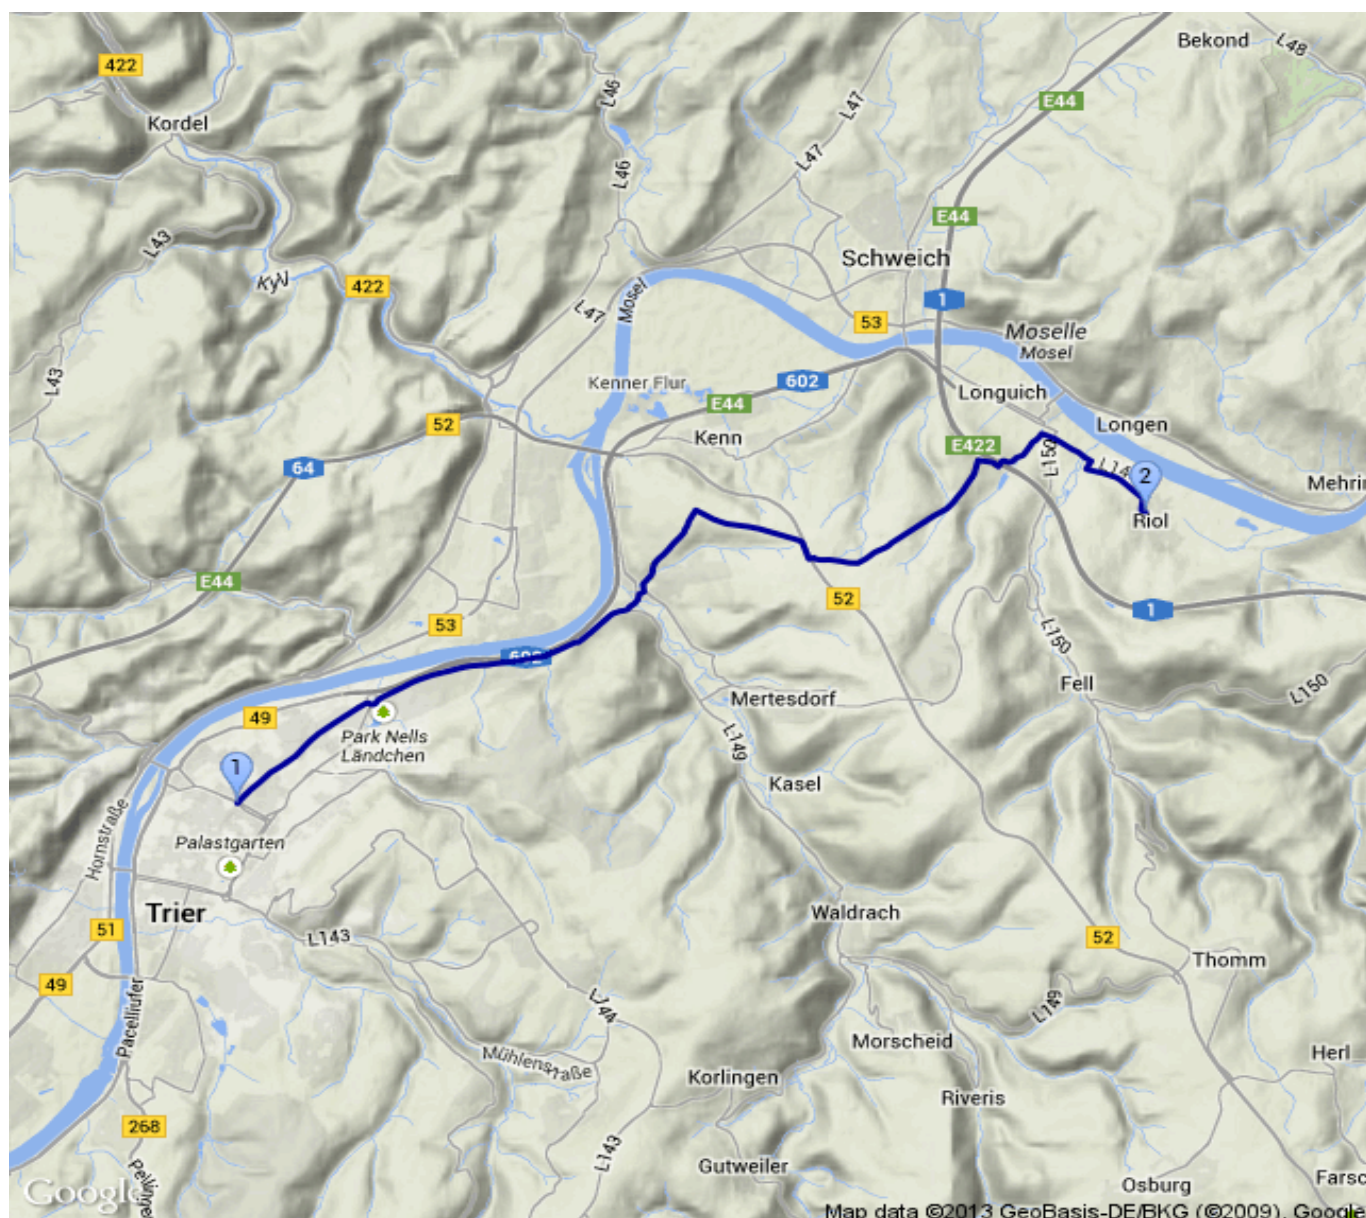 Bekond
L48
422
Kordel
L46
E44
L47
L47
L46
E44
L43
Schweich
Kyll
422
Mosel
1
L47
53
Moselle
Mosel
L43
Kenner Flur
602
Longuich
E44
52
Kenn
Longen
E422
L150
64
L14
2
Mehrin
Riol
E44
52
1
53
L150
602
Fell
L150
Mertesdorf
49
Park Nells
Ländchen
L149
1
Kasel
Hornstraße
Palastgarten
Trier
Waldrach
51
L143
52
Thomm
49
L144
L149
Pacelliufer
Morscheid
Mühlenstraße
Herl
Korlingen
Riveris
268
L143
Gutweiler
Osburg
Farsc
Google
Map data ©2013 GeoBasis-DE/BKG (©2009), Google